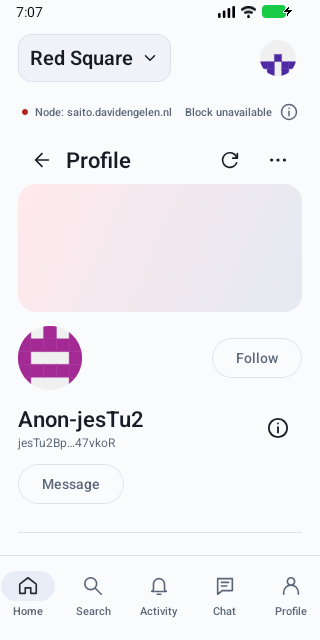 7:07
Red Square
Node: saito.davidengelen.nl Block unavailable
Profile
Follow
Anon-jesTu2
jesTu2Bp...47vkoR
Message
Home Search Activity Chat Profile